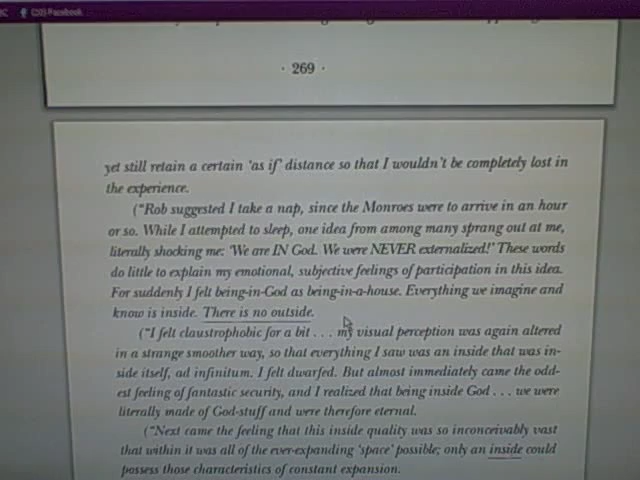 Facebook
· 269 ·
yet still retain a certain 'as if' distance so that I wouldn't be completely lost in
the experience.
("Rob suggested I take a nap, since the Monroes were to arrive in an hour
or so. While I attempted to sleep, one idea from among many sprang out at me,
literally shocking me: 'We are IN God. We were NEVER externalized!' These words
do little to explain my emotional, subjective feelings of participation in this idea.
For suddenly I felt being-in-God as being-in-a-house. Everything we imagine and
know is inside. There is no outside.
("I felt claustrophobic for a bit . . . my visual perception was again altered
in a strange smoother way, so that everything I saw was an inside that was in-
side itself, ad infinitum. I felt dwarfed. But almost immediately came the odd-
est feeling of fantastic security, and I realized that being inside God . . . we were
literally made of God-stuff and were therefore eternal.
("Next came the feeling that this inside quality was so inconceivably vast
that within it was all of the ever-expanding 'space' possible; only an inside could
possess those characteristics of constant expansion.